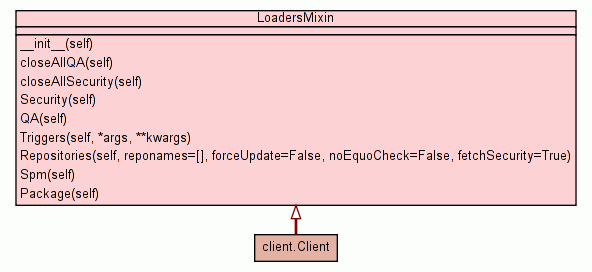 LoadersMixin
__init__(self)
closeAllQA(self)
closeAllSecurity(self)
Security(self)
QA(self)
Triggers(self, *args, **kwargs)
Repositories(self, reponames=[], forceUpdate=False, noEquoCheck=False, fetchSecurity=True)
Spm(self)
Package(self)
client.Client